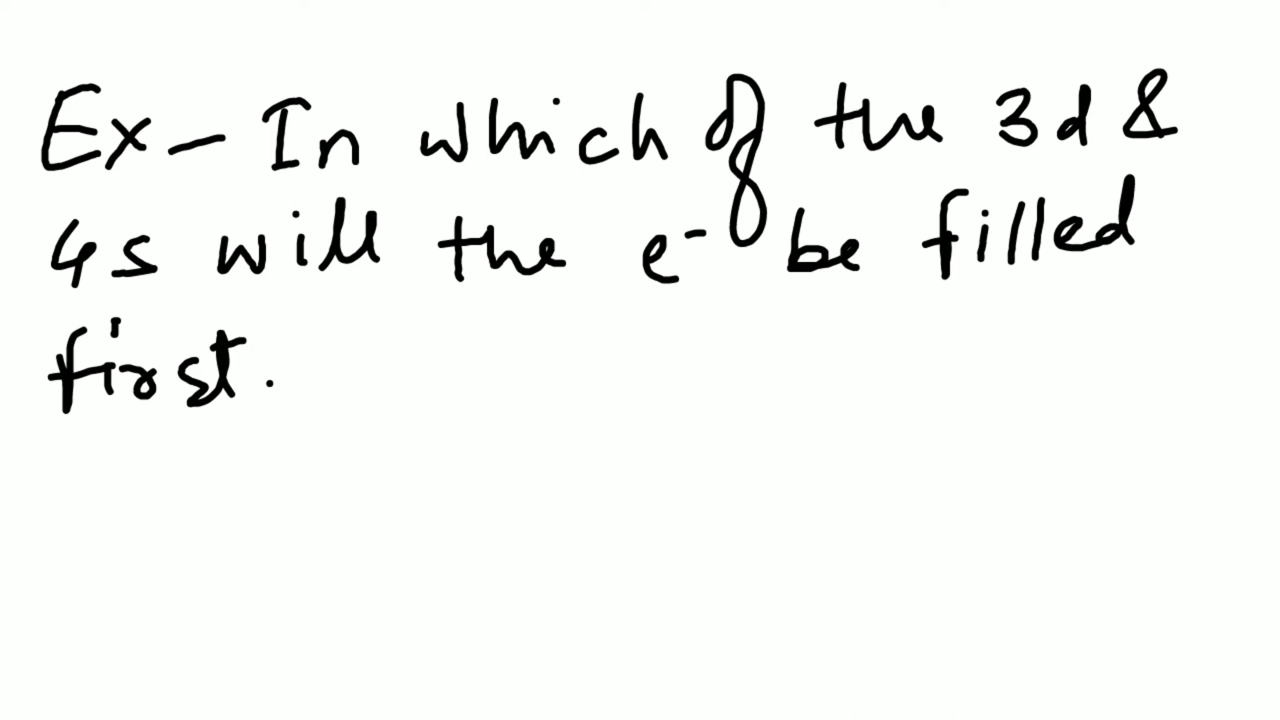 Ex - In which of the 3d &
4s will the e⁻ be filled
first.